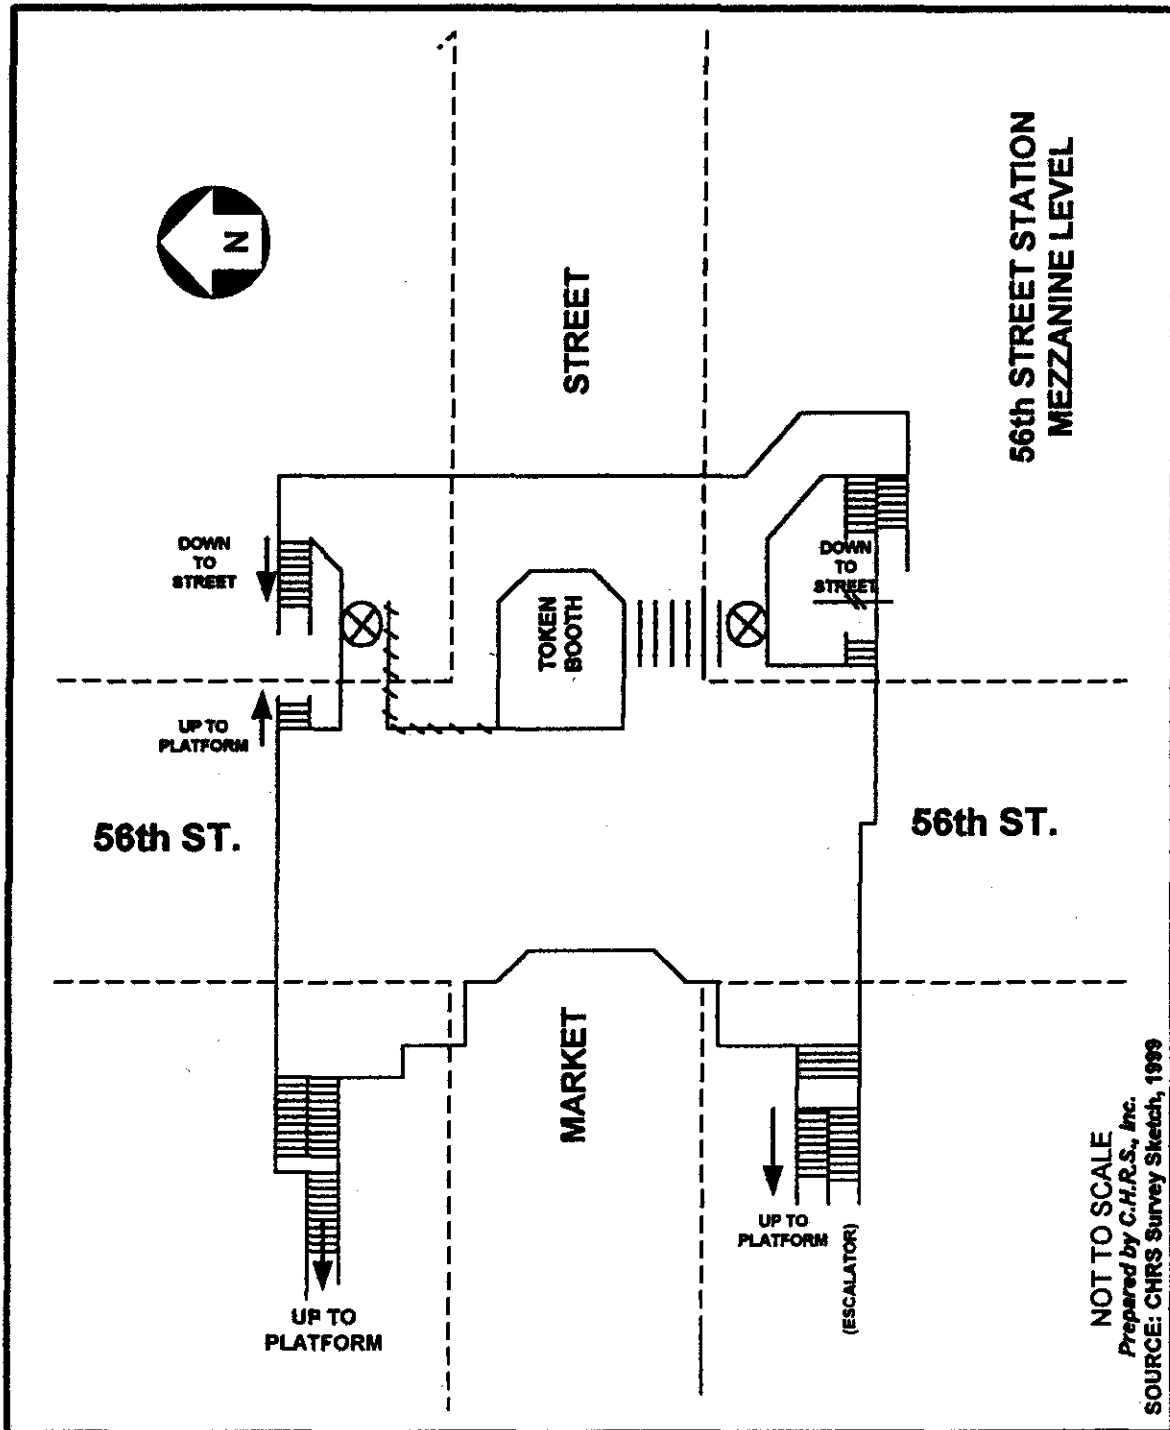 N
STREET
56th STREET STATION
MEZZANINE LEVEL
DOWN
TO
STREET
DOWN
TO
STREET
TOKEN
BOOTH
UP TO
PLATFORM
56th ST.
56th ST.
MARKET
UP TO
PLATFORM
UP TO
PLATFORM
(ESCALATOR)
NOT TO SCALE
Prepared by C.H.R.S., Inc.
SOURCE: CHRS Survey Sketch, 1999